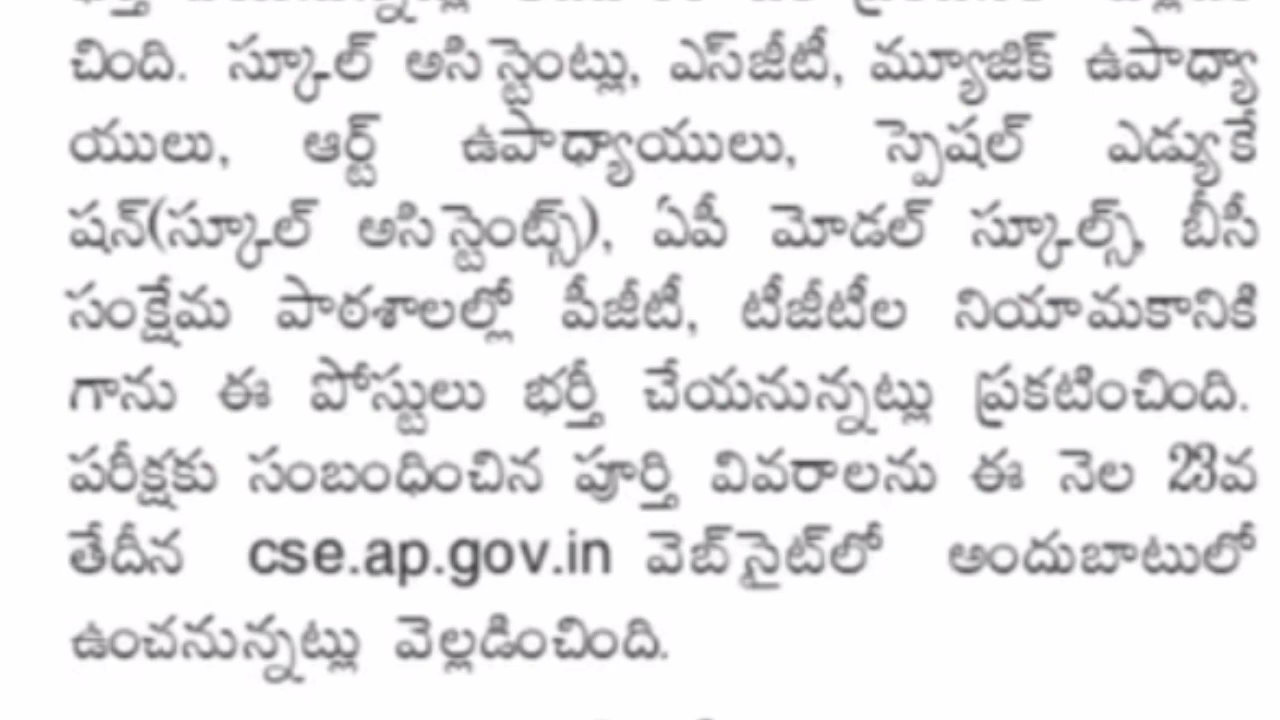 చింది. స్కూల్ అసిస్టెంట్లు, ఎస్‌జీటీ, మ్యూజిక్ ఉపాధ్యా
యులు, ఆర్ట్ ఉపాధ్యాయులు, స్పెషల్ ఎడ్యుకే
షన్(స్కూల్ అసిస్టెంట్స్), ఏపీ మోడల్ స్కూల్స్, బీసీ
సంక్షేమ పాఠశాలల్లో పీజీటీ, టీజీటీల నియామకానికి
గాను ఈ పోస్టులు భర్తీ చేయనున్నట్లు ప్రకటించింది.
పరీక్షకు సంబంధించిన పూర్తి వివరాలను ఈ నెల 23వ
తేదీన cse.ap.gov.in వెబ్‌సైట్‌లో అందుబాటులో
ఉంచనున్నట్లు వెల్లడించింది.